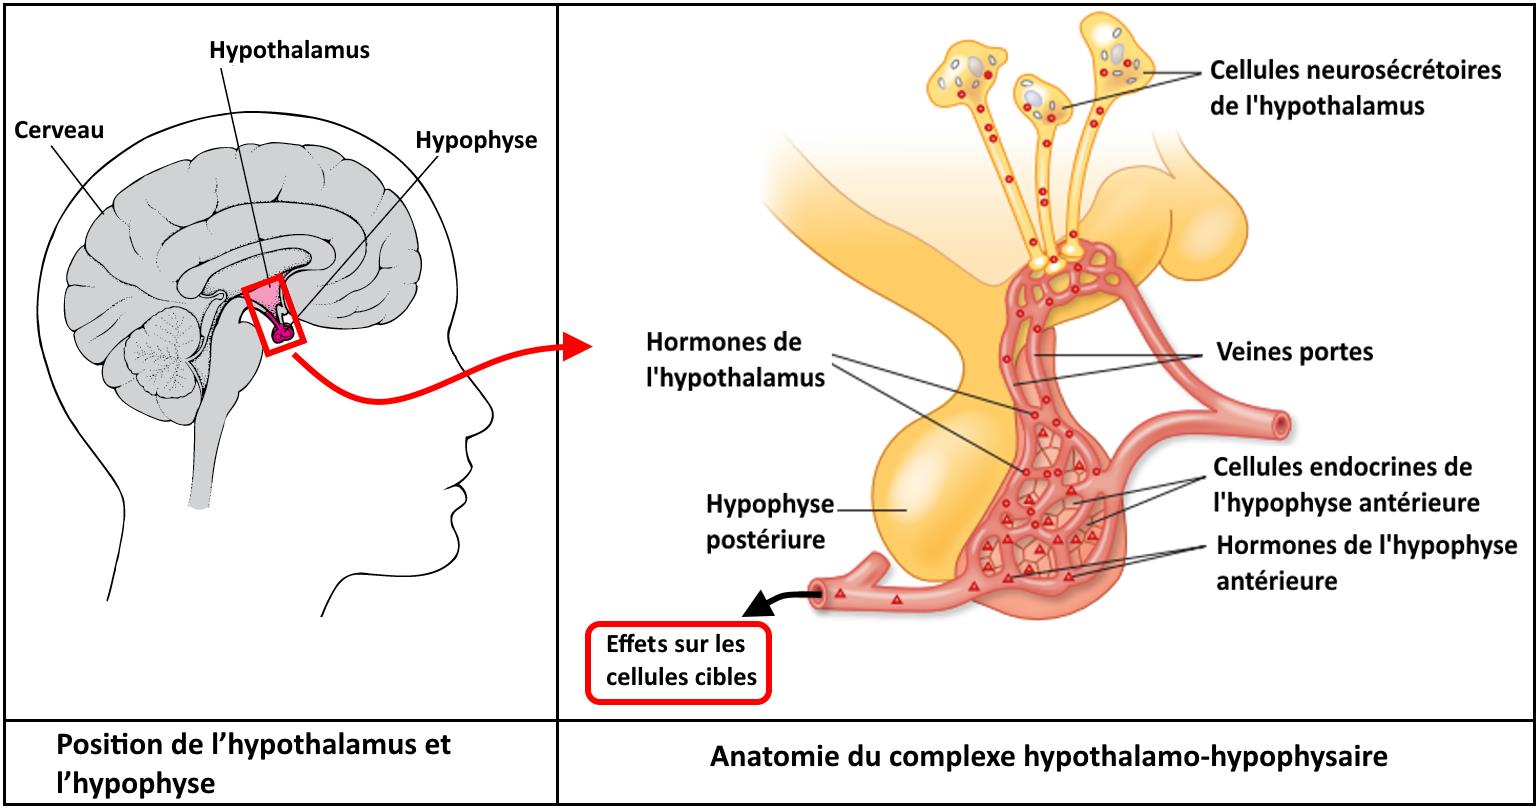 Hypothalamus
Cerveau
Hypophyse
Cellules neurosécrétoires
de l'hypothalamus
Hormones de
l'hypothalamus
Veines portes
Cellules endocrines de
l'hypophyse antérieure
Hypophyse
postériure
Hormones de l'hypophyse
antérieure
Effets sur les
cellules cibles
Position de l’hypothalamus et
l’hypophyse
Anatomie du complexe hypothalamo-hypophysaire